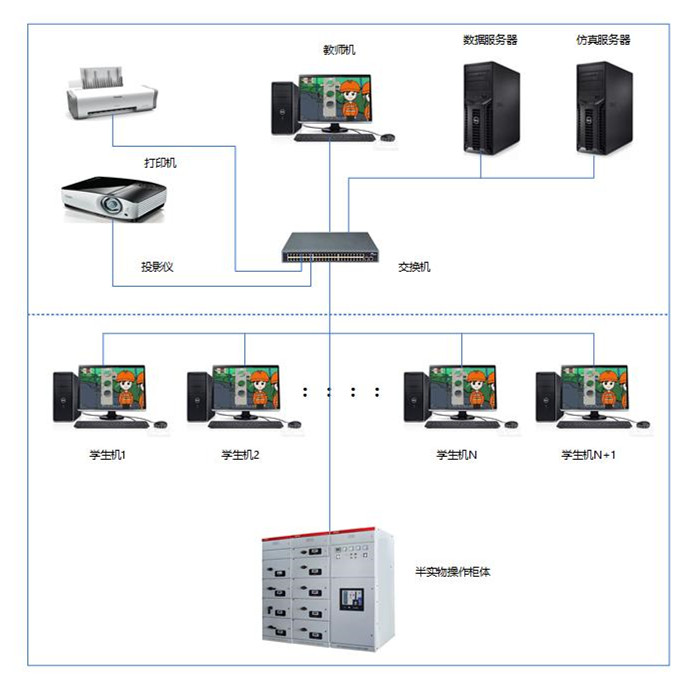 教师机
数据服务器
仿真服务器
打印机
投影仪
交换机
学生机1
学生机2
学生机N
学生机N+1
半实物操作柜体